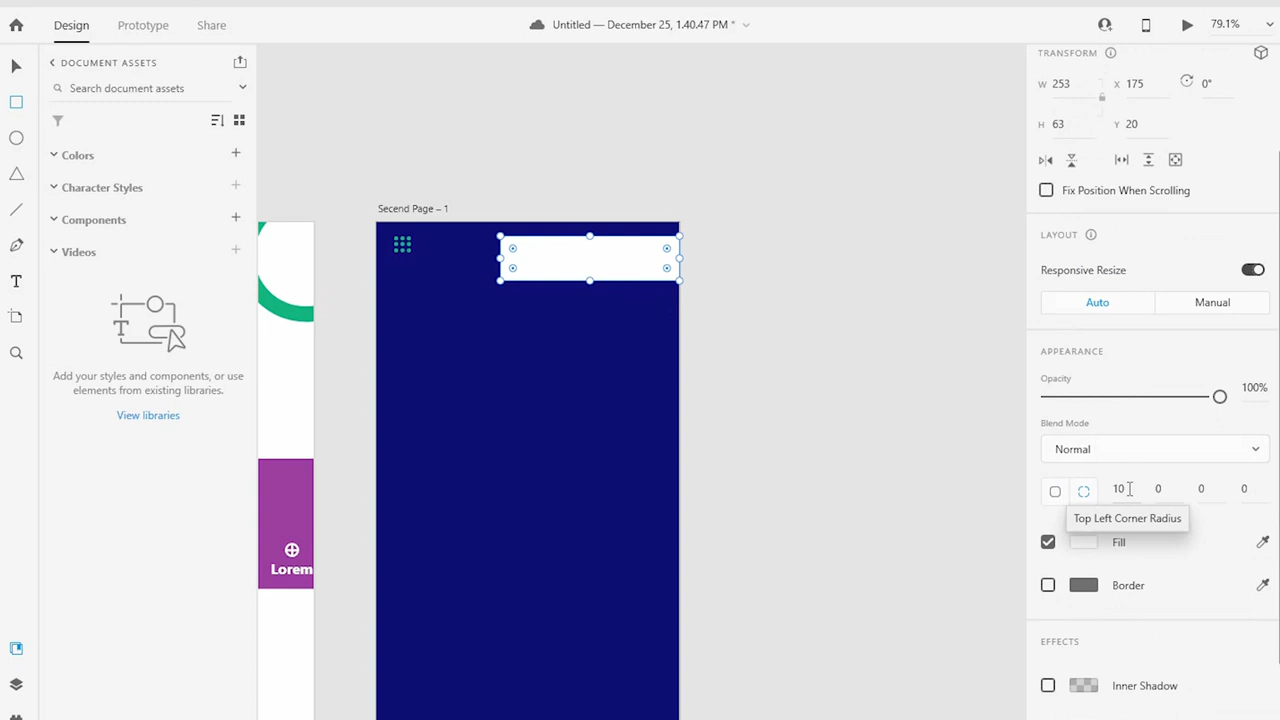 Design
Prototype
Share
Untitled — December 25, 1.40.47 PM *
79.1%
DOCUMENT ASSETS
Search document assets
Colors
Character Styles
Components
Videos
Add your styles and components, or use
elements from existing libraries.
View libraries
Lorem
Secend Page – 1
TRANSFORM
W 253 X 175 0°
H 63 Y 20
Fix Position When Scrolling
LAYOUT
Responsive Resize
Auto Manual
APPEARANCE
Opacity
100%
Blend Mode
Normal
10 0 0 0
Top Left Corner Radius
Fill
Border
EFFECTS
Inner Shadow